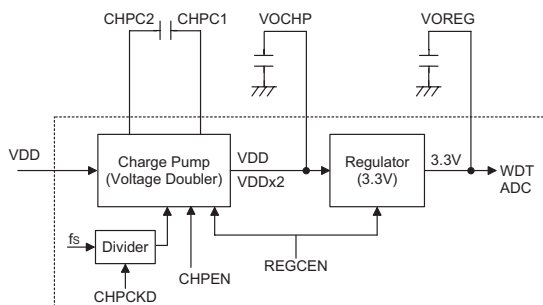 CHPC2 CHPC1 VOCHP VOREG
VDD
Charge Pump
(Voltage Doubler)
VDD
VDDx2
Regulator
(3.3V)
3.3V
WDT
ADC
fs
Divider
CHPEN
REGCEN
CHPCKD